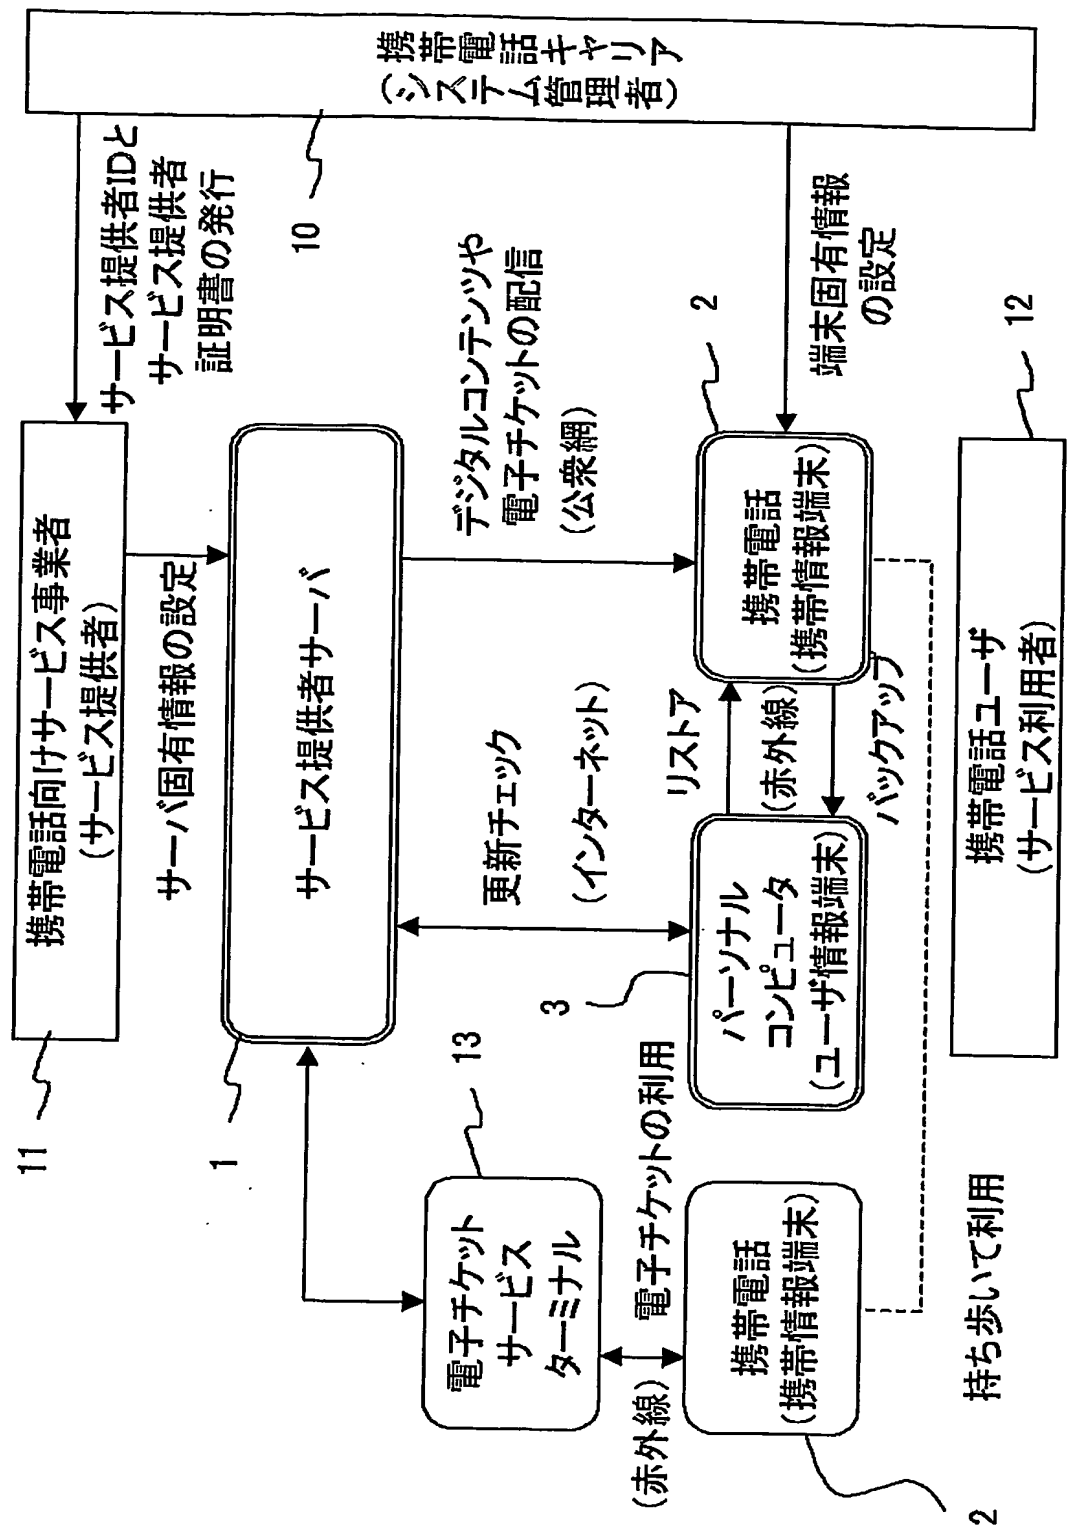 携帯電話キャリア
(システム管理者)
10
サービス提供者IDと
サービス提供者
証明書の発行
端末固有情報
の設定
携帯電話向けサービス事業者
(サービス提供者)
11
サーバ固有情報の設定
サービス提供者サーバ
1
デジタルコンテンツや
電子チケットの配信
(公衆網)
更新チェック
(インターネット)
携帯電話
(携帯情報端末)
2
リストア
(赤外線)
バックアップ
パーソナル
コンピュータ
(ユーザ情報端末)
3
電子チケット
サービス
ターミナル
13
電子チケットの利用
(赤外線)
携帯電話
(携帯情報端末)
2
持ち歩いて利用
携帯電話ユーザ
(サービス利用者)
12